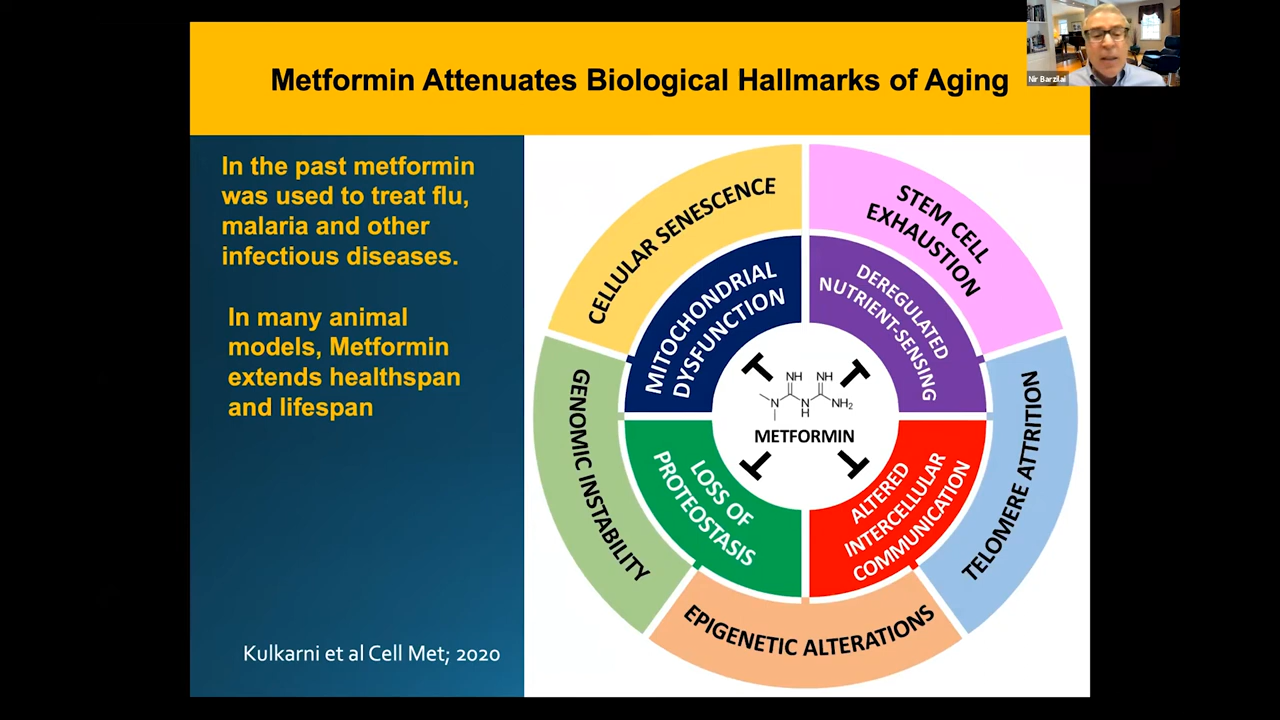 Metformin Attenuates Biological Hallmarks of Aging
Nir Barzilai
In the past metformin
was used to treat flu,
malaria and other
infectious diseases.
In many animal
models, Metformin
extends healthspan
and lifespan
Kulkarni et al Cell Met; 2020
CELLULAR SENESCENCE
STEM CELL
EXHAUSTION
MITOCHONDRIAL
DYSFUNCTION
DEREGULATED
NUTRIENT-SENSING
NH NH
N N NH2
H
METFORMIN
GENOMIC INSTABILITY
TELOMERE ATTRITION
LOSS OF
PROTEOSTASIS
ALTERED
INTERCELLULAR
COMMUNICATION
EPIGENETIC ALTERATIONS